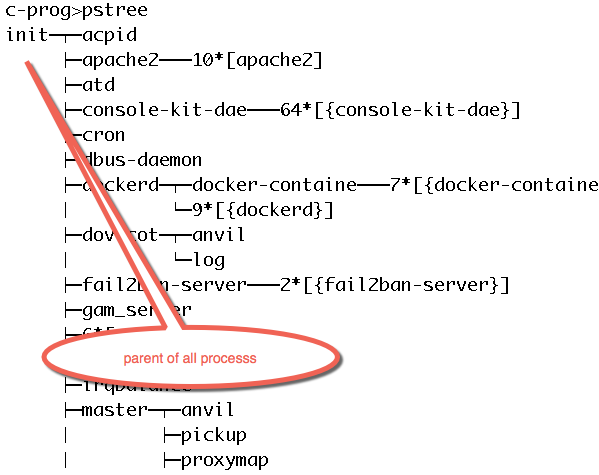 c-prog>pstree
init─┬─acpid
├─apache2───10*[apache2]
├─atd
├─console-kit-dae───64*[{console-kit-dae}]
├─cron
├─dbus-daemon
├─dockerd─┬─docker-containe───7*[{docker-containe
│ └─9*[{dockerd}]
├─dovecot─┬─anvil
│ └─log
├─fail2ban-server───2*[{fail2ban-server}]
├─gam_server
parent of all processs
├─irqbalance
├─master─┬─anvil
│ ├─pickup
│ ├─proxymap